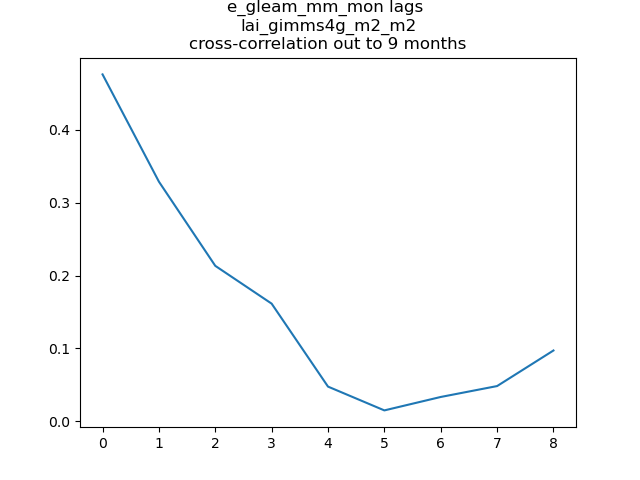 e_gleam_mm_mon lags
lai_gimms4g_m2_m2
cross-correlation out to 9 months
0.4
0.3
0.2
0.1
0.0
0 1 2 3 4 5 6 7 8